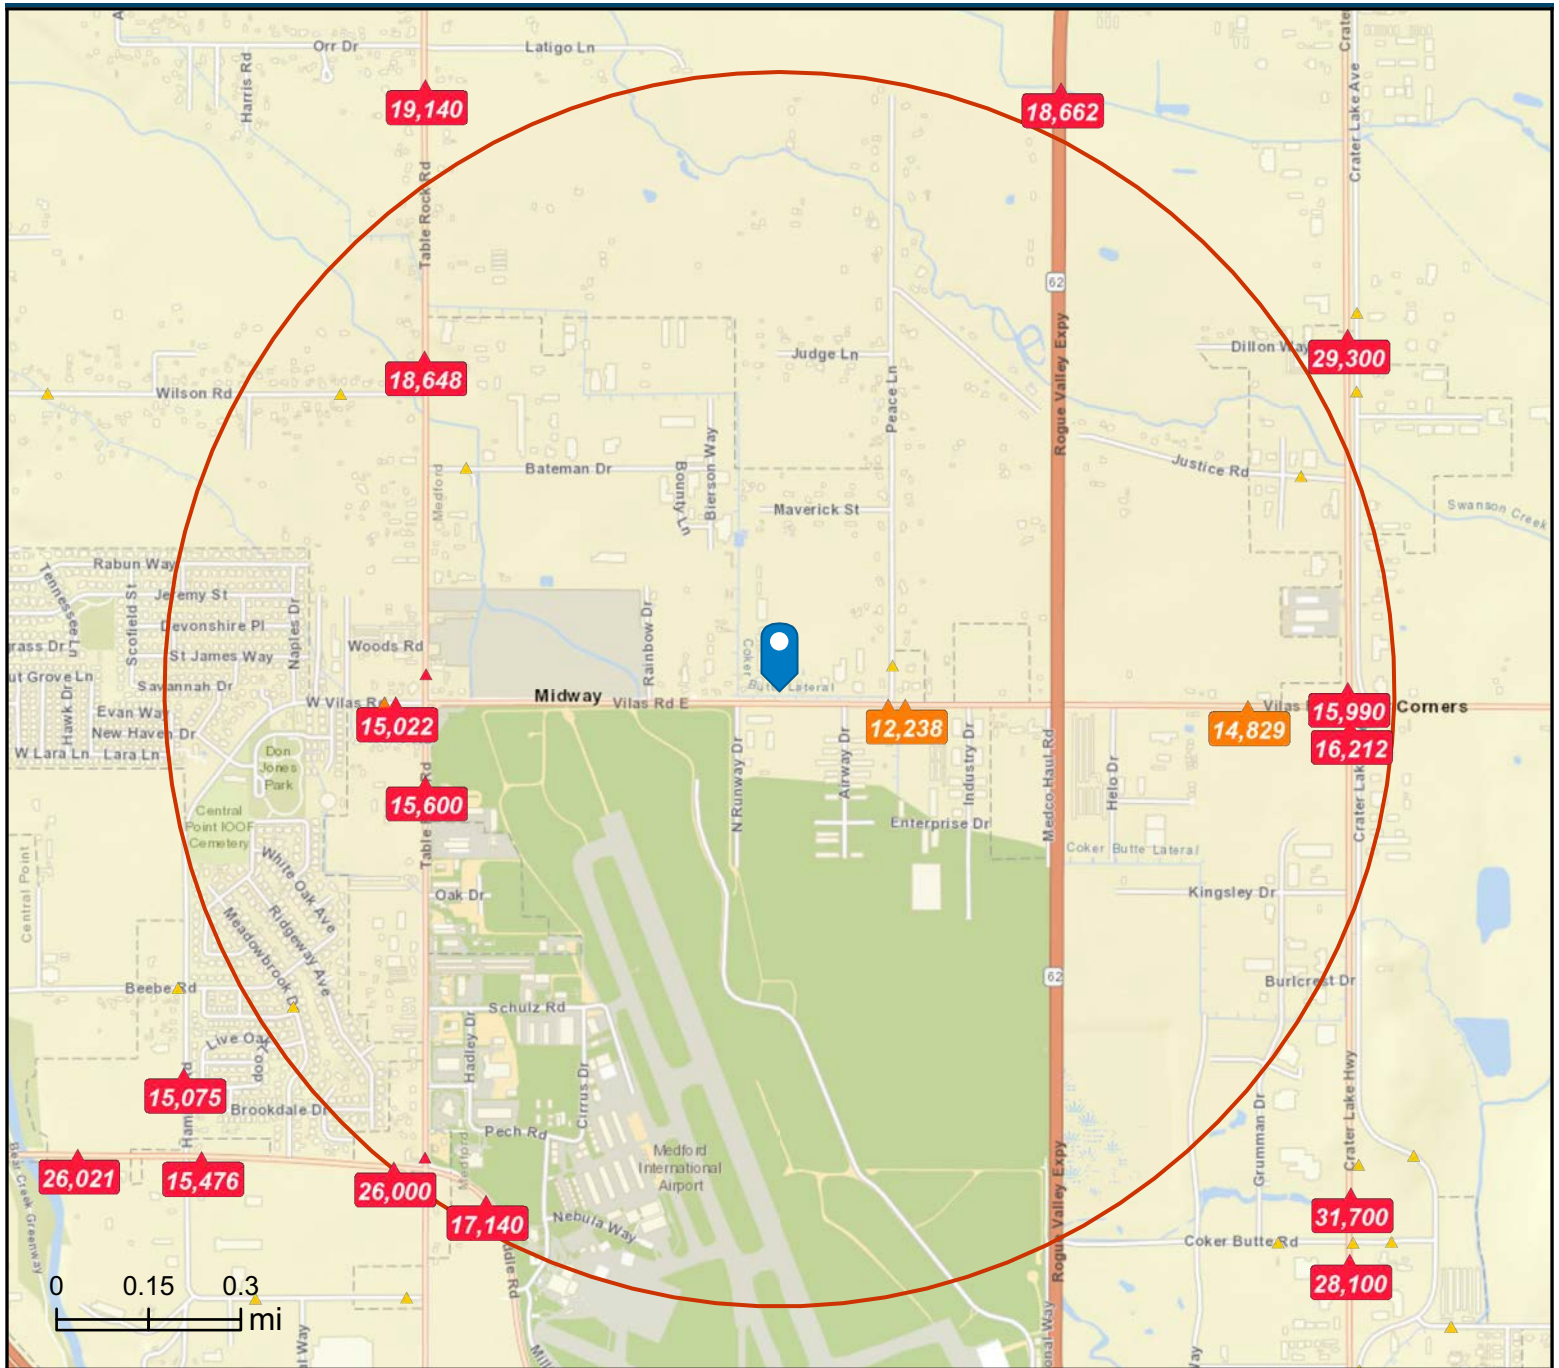 Orr Dr
Latigo Ln
Harris Rd
19,140
18,662
Crater Lake Ave
Table Rock Rd
62
Dillon Way
29,300
Judge Ln
18,648
Wilson Rd
Peace Ln
Rogue Valley Expy
Bateman Dr
Bierson Way
Bounty Ln
Medford
Justice Rd
Maverick St
Swanson Creek
Rabun Way
Tennessee Ln
Jeremy St
Scofield St
Devonshire Pl
Naples Dr
Woods Rd
St James Way
Savannah Dr
Hawk Dr
Evan Way
New Haven Dr
W Lara Ln
Lara Ln
W Vilas Rd
15,022
Midway
Vilas Rd E
Rainbow Dr
Coker
Butte Lateral
12,238
14,829
Vilas
15,990
Corners
16,212
Don
Jones
Park
Central
Point IOOF
Cemetery
15,600
N Runway Dr
Airway Dr
Industry Dr
Enterprise Dr
Medco Haul Rd
Helo Dr
Coker Butte Lateral
Kingsley Dr
Central Point
White Oak Ave
Ridgeway Ave
Meadowbrook Dr
Oak Dr
Beebe Rd
Schulz Rd
62
Burlcrest Dr
Live Oak
Loop
Hadley Dr
Cirrus Dr
15,075
Brookdale Dr
Pech Rd
Medford
Medford
International
Airport
Grumman Dr
Crater Lake Hwy
Bear Creek Greenway
26,021
15,476
26,000
17,140
Nebula Way
Rogue Valley Expy
31,700
Coker Butte Rd
28,100
0 0.15 0.3
mi